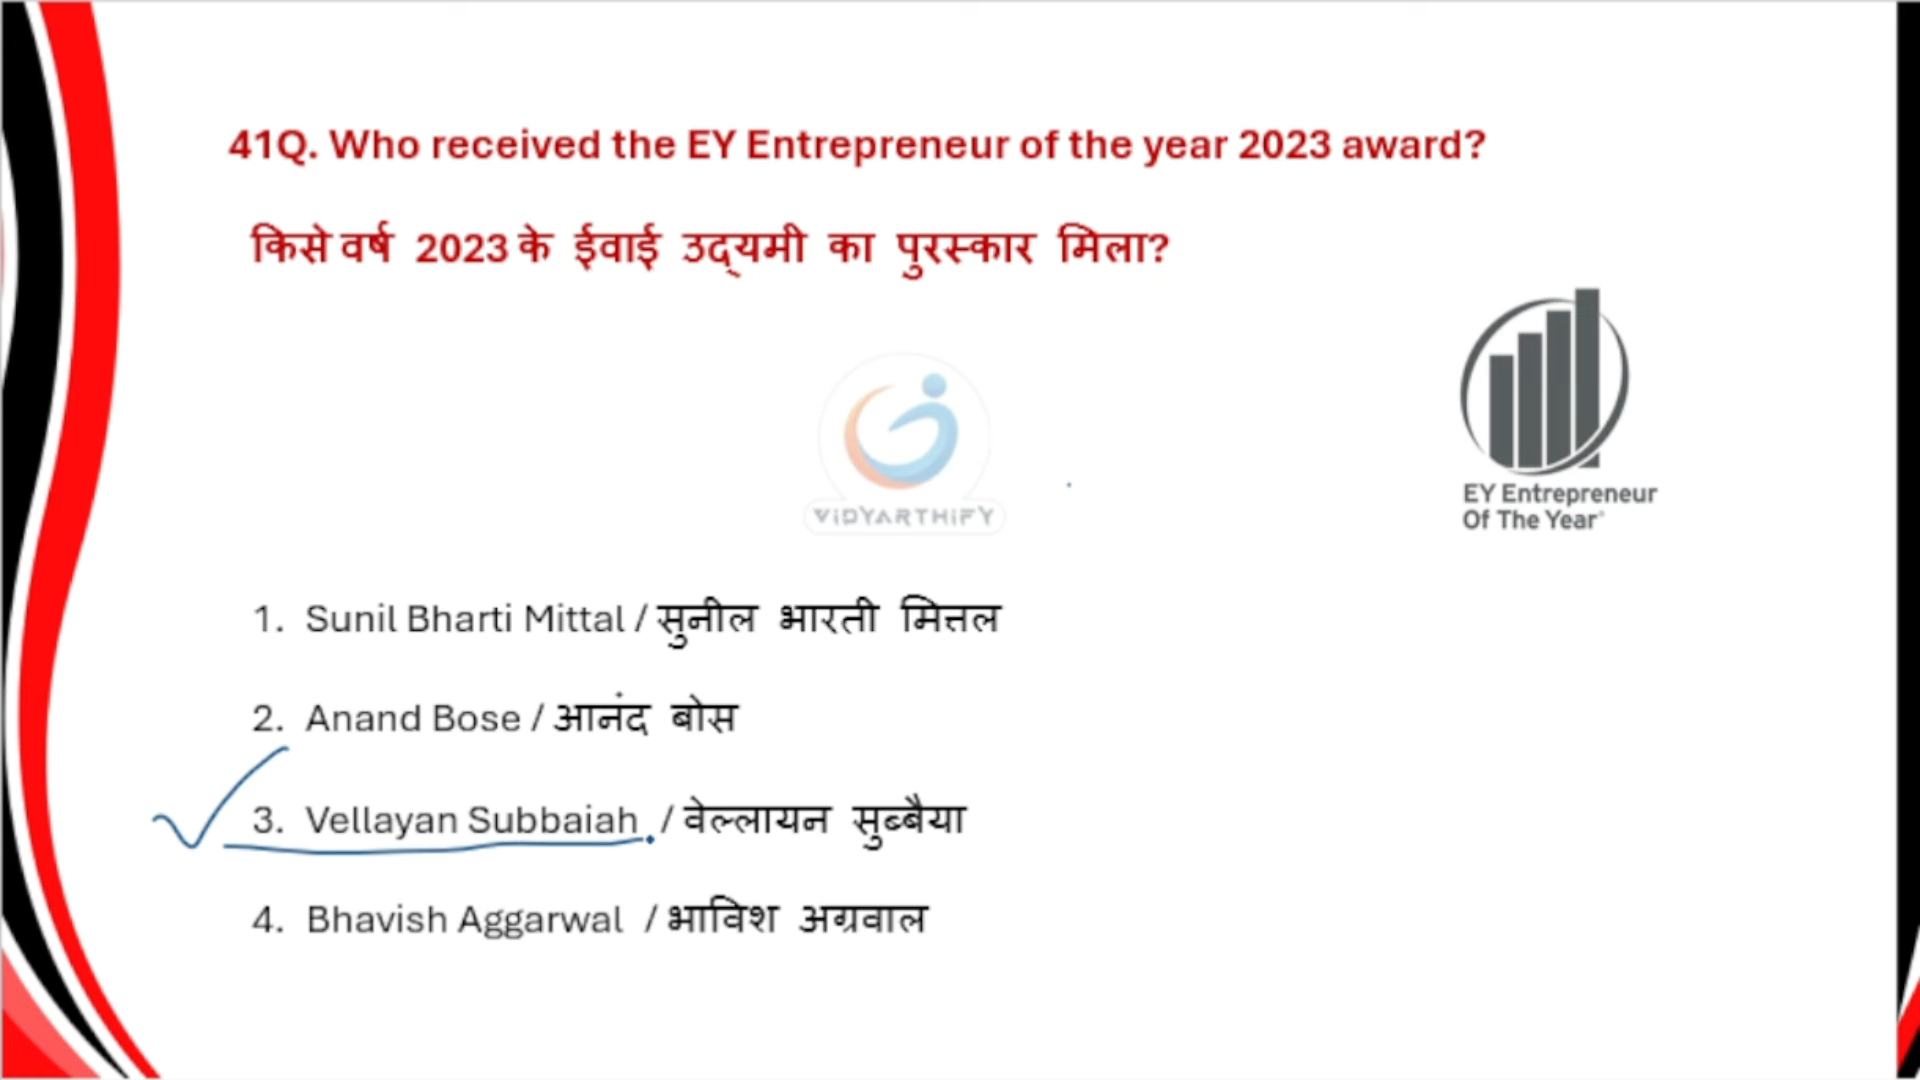 41Q. Who received the EY Entrepreneur of the year 2023 award?
किसे वर्ष 2023 के ईवाई उद्यमी का पुरस्कार मिला?
VIDYARTHIFY
EY Entrepreneur
Of The Year
1. Sunil Bharti Mittal / सुनील भारती मित्तल
2. Anand Bose / आनंद बोस
3. Vellayan Subbaiah / वेल्लायन सुब्बैया
4. Bhavish Aggarwal / भाविश अग्रवाल